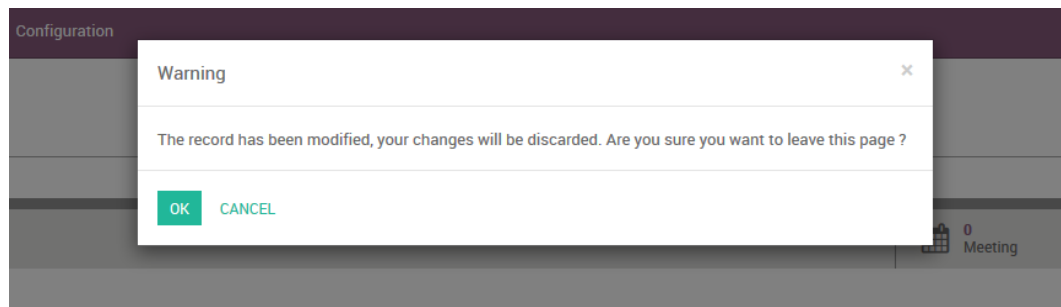 Configuration
Warning
×
The record has been modified, your changes will be discarded. Are you sure you want to leave this page ?
OK CANCEL
0
Meeting